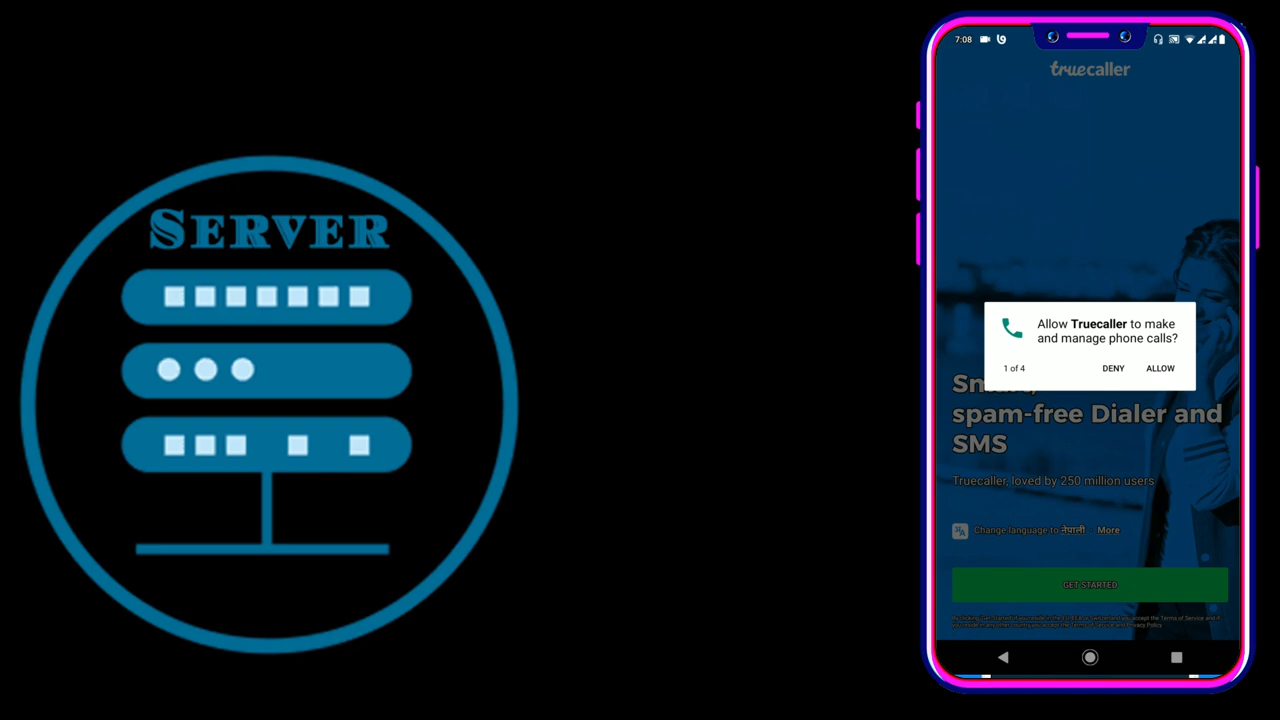 SERVER
7:08
truecaller
Allow Truecaller to make
and manage phone calls?
1 of 4
DENY
ALLOW
spam-free Dialer and
SMS
Truecaller, loved by 250 million users
Change language to नेपाली More
GET STARTED